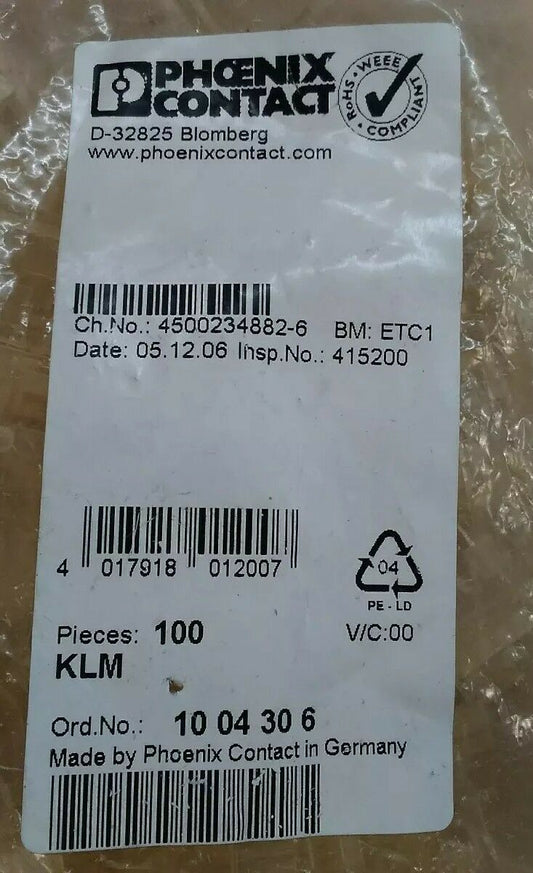 PHŒNIX
CONTACT
RoHS · WEEE · COMPLIANT
D-32825 Blomberg
www.phoenixcontact.com
Ch.No.: 4500234882-6 BM: ETC1
Date: 05.12.06 Insp.No.: 415200
4 017918 012007
04
PE - LD
Pieces: 100 V/C:00
KLM
Ord.No.: 10 04 30 6
Made by Phoenix Contact in Germany